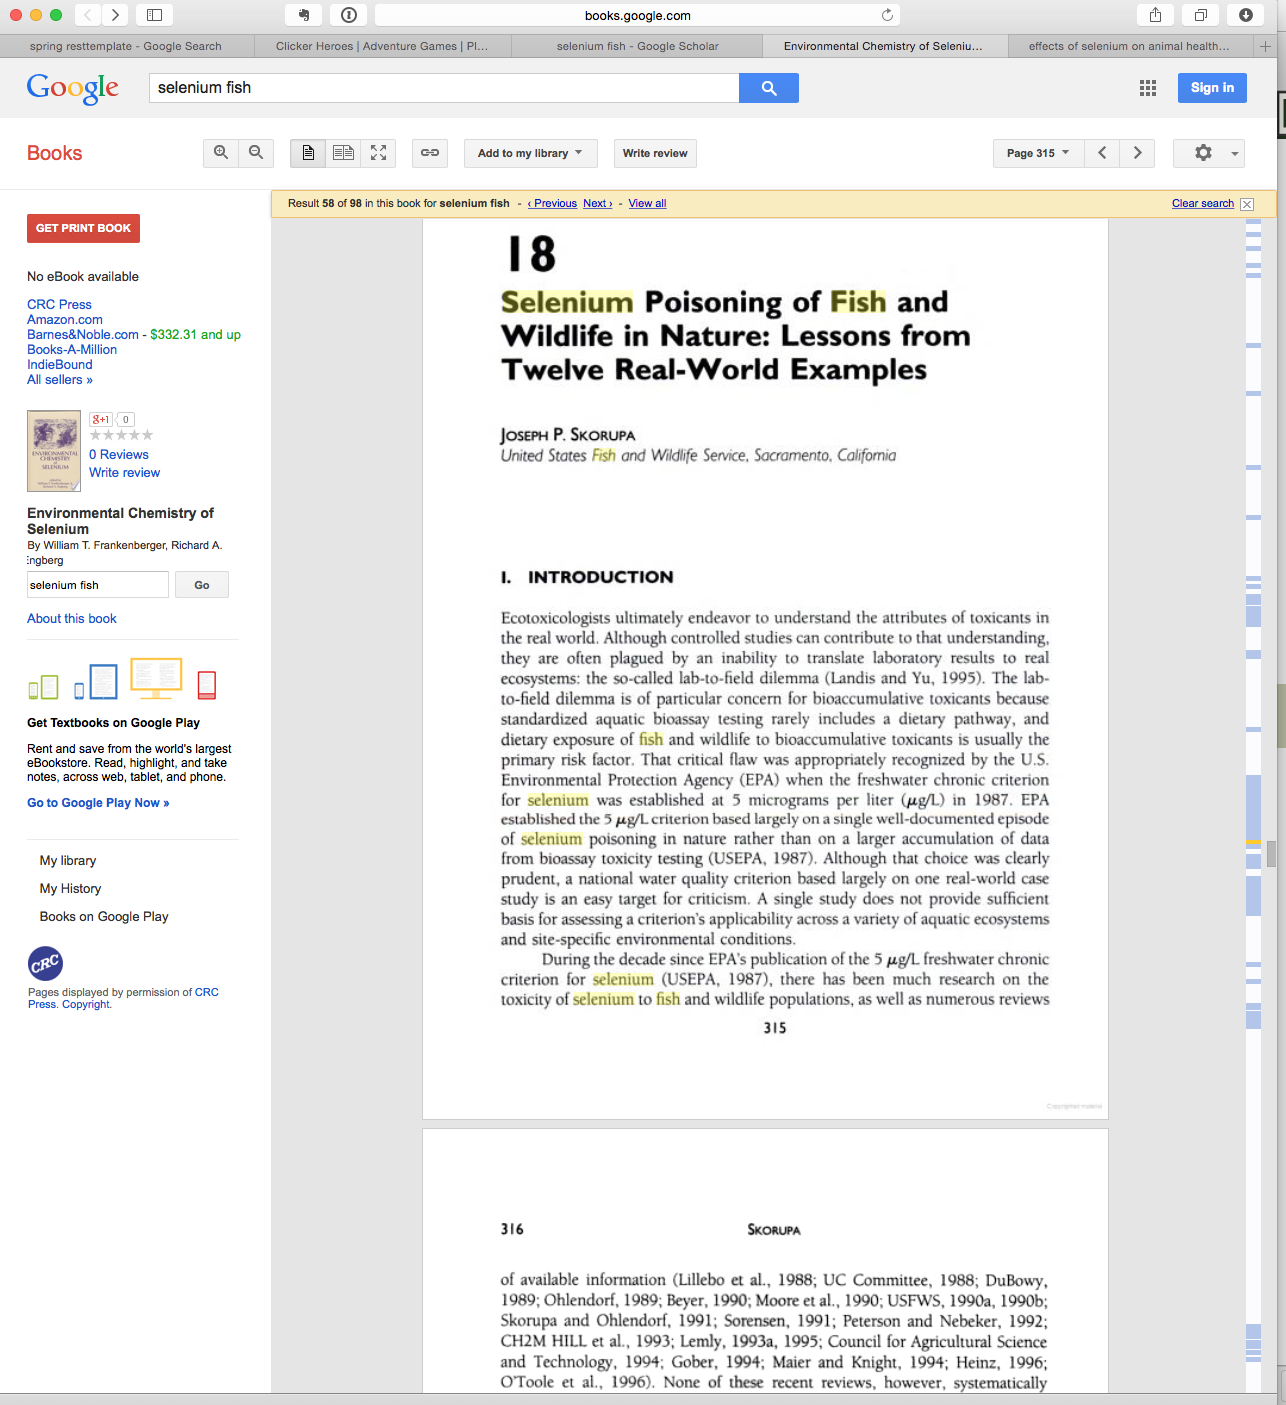 books.google.com
spring resttemplate - Google Search
Clicker Heroes | Adventure Games | Pl...
selenium fish - Google Scholar
Environmental Chemistry of Seleniu...
effects of selenium on animal health...
Google
selenium fish
Sign in
Books
Add to my library
Write review
Page 315
Result 58 of 98 in this book for selenium fish - ‹ Previous Next › - View all
Clear search
GET PRINT BOOK
No eBook available
CRC Press
Amazon.com
Barnes&Noble.com - $332.31 and up
Books-A-Million
IndieBound
All sellers »
g+1 0
0 Reviews
Write review
ENVIRONMENTAL
CHEMISTRY
of
SELENIUM
Environmental Chemistry of
Selenium
By William T. Frankenberger, Richard A.
Engberg
selenium fish
Go
About this book
Get Textbooks on Google Play
Rent and save from the world's largest
eBookstore. Read, highlight, and take
notes, across web, tablet, and phone.
Go to Google Play Now »
My library
My History
Books on Google Play
CRC
Pages displayed by permission of CRC
Press. Copyright.
18
Selenium Poisoning of Fish and
Wildlife in Nature: Lessons from
Twelve Real-World Examples
JOSEPH P. SKORUPA
United States Fish and Wildlife Service, Sacramento, California
I. INTRODUCTION
Ecotoxicologists ultimately endeavor to understand the attributes of toxicants in
the real world. Although controlled studies can contribute to that understanding,
they are often plagued by an inability to translate laboratory results to real
ecosystems: the so-called lab-to-field dilemma (Landis and Yu, 1995). The lab-
to-field dilemma is of particular concern for bioaccumulative toxicants because
standardized aquatic bioassay testing rarely includes a dietary pathway, and
dietary exposure of fish and wildlife to bioaccumulative toxicants is usually the
primary risk factor. That critical flaw was appropriately recognized by the U.S.
Environmental Protection Agency (EPA) when the freshwater chronic criterion
for selenium was established at 5 micrograms per liter (μg/L) in 1987. EPA
established the 5 μg/L criterion based largely on a single well-documented episode
of selenium poisoning in nature rather than on a larger accumulation of data
from bioassay toxicity testing (USEPA, 1987). Although that choice was clearly
prudent, a national water quality criterion based largely on one real-world case
study is an easy target for criticism. A single study does not provide sufficient
basis for assessing a criterion's applicability across a variety of aquatic ecosystems
and site-specific environmental conditions.
During the decade since EPA's publication of the 5 μg/L freshwater chronic
criterion for selenium (USEPA, 1987), there has been much research on the
toxicity of selenium to fish and wildlife populations, as well as numerous reviews
315
Copyrighted material
316
SKORUPA
of available information (Lillebo et al., 1988; UC Committee, 1988; DuBowy,
1989; Ohlendorf, 1989; Beyer, 1990; Moore et al., 1990; USFWS, 1990a, 1990b;
Skorupa and Ohlendorf, 1991; Sorensen, 1991; Peterson and Nebeker, 1992;
CH2M HILL et al., 1993; Lemly, 1993a, 1995; Council for Agricultural Science
and Technology, 1994; Gober, 1994; Maier and Knight, 1994; Heinz, 1996;
O'Toole et al., 1996). None of these recent reviews, however, systematically